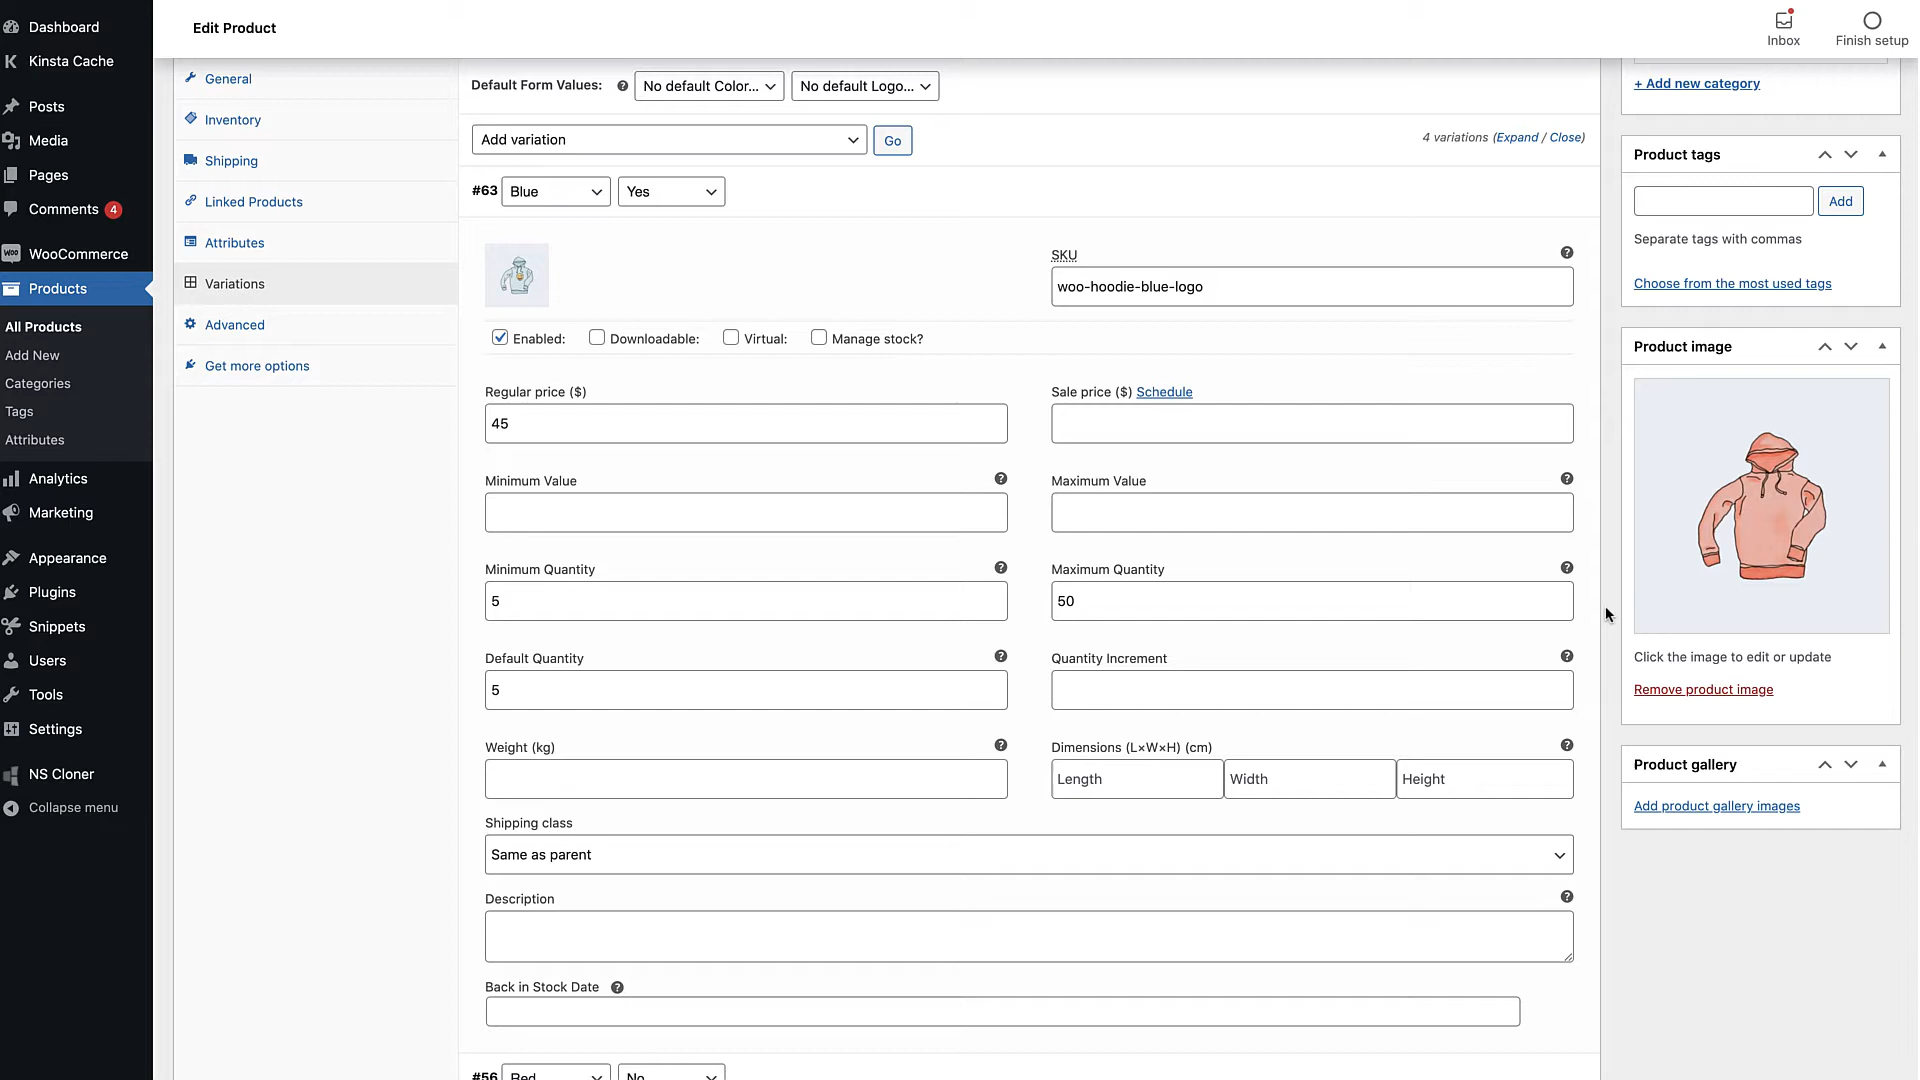 Dashboard
Kinsta Cache
Posts
Media
Pages
Comments 4
WooCommerce
Products
All Products
Add New
Categories
Tags
Attributes
Analytics
Marketing
Appearance
Plugins
Snippets
Users
Tools
Settings
NS Cloner
Collapse menu
Edit Product
Inbox
Finish setup
General
Inventory
Shipping
Linked Products
Attributes
Variations
Advanced
Get more options
Default Form Values: No default Color... No default Logo...
Add variation Go 4 variations (Expand / Close)
#63 Blue Yes
SKU
woo-hoodie-blue-logo
Enabled: Downloadable: Virtual: Manage stock?
Regular price ($) Sale price ($) Schedule
45
Minimum Value Maximum Value
Minimum Quantity Maximum Quantity
5 50
Default Quantity Quantity Increment
5
Weight (kg) Dimensions (L×W×H) (cm)
Length Width Height
Shipping class
Same as parent
Description
Back in Stock Date
#56 Red No
+ Add new category
Product tags
Add
Separate tags with commas
Choose from the most used tags
Product image
Click the image to edit or update
Remove product image
Product gallery
Add product gallery images